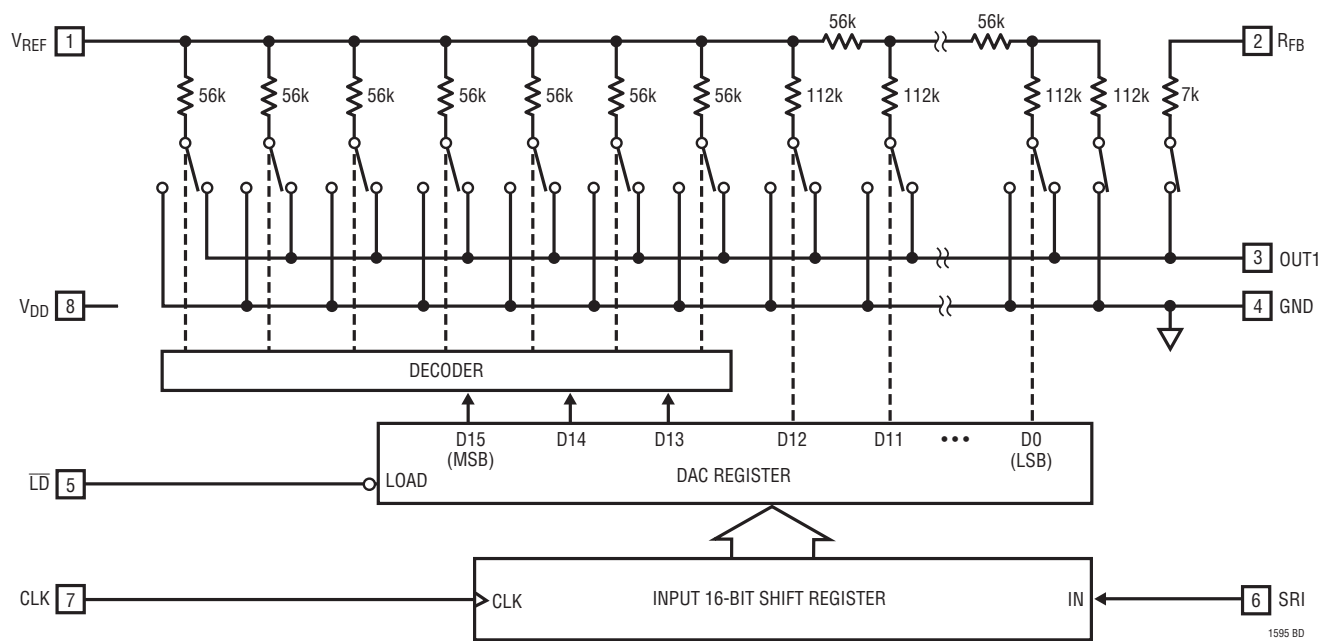 56k 56k
VREF 1 2 RFB
56k 56k 56k 56k 56k 56k 56k 112k 112k 112k 112k 7k
3 OUT1
VDD 8 4 GND
DECODER
D15 D14 D13 D12 D11 ••• D0
(MSB) (LSB)
LD 5 LOAD DAC REGISTER
CLK 7 CLK INPUT 16-BIT SHIFT REGISTER IN 6 SRI
1595 BD